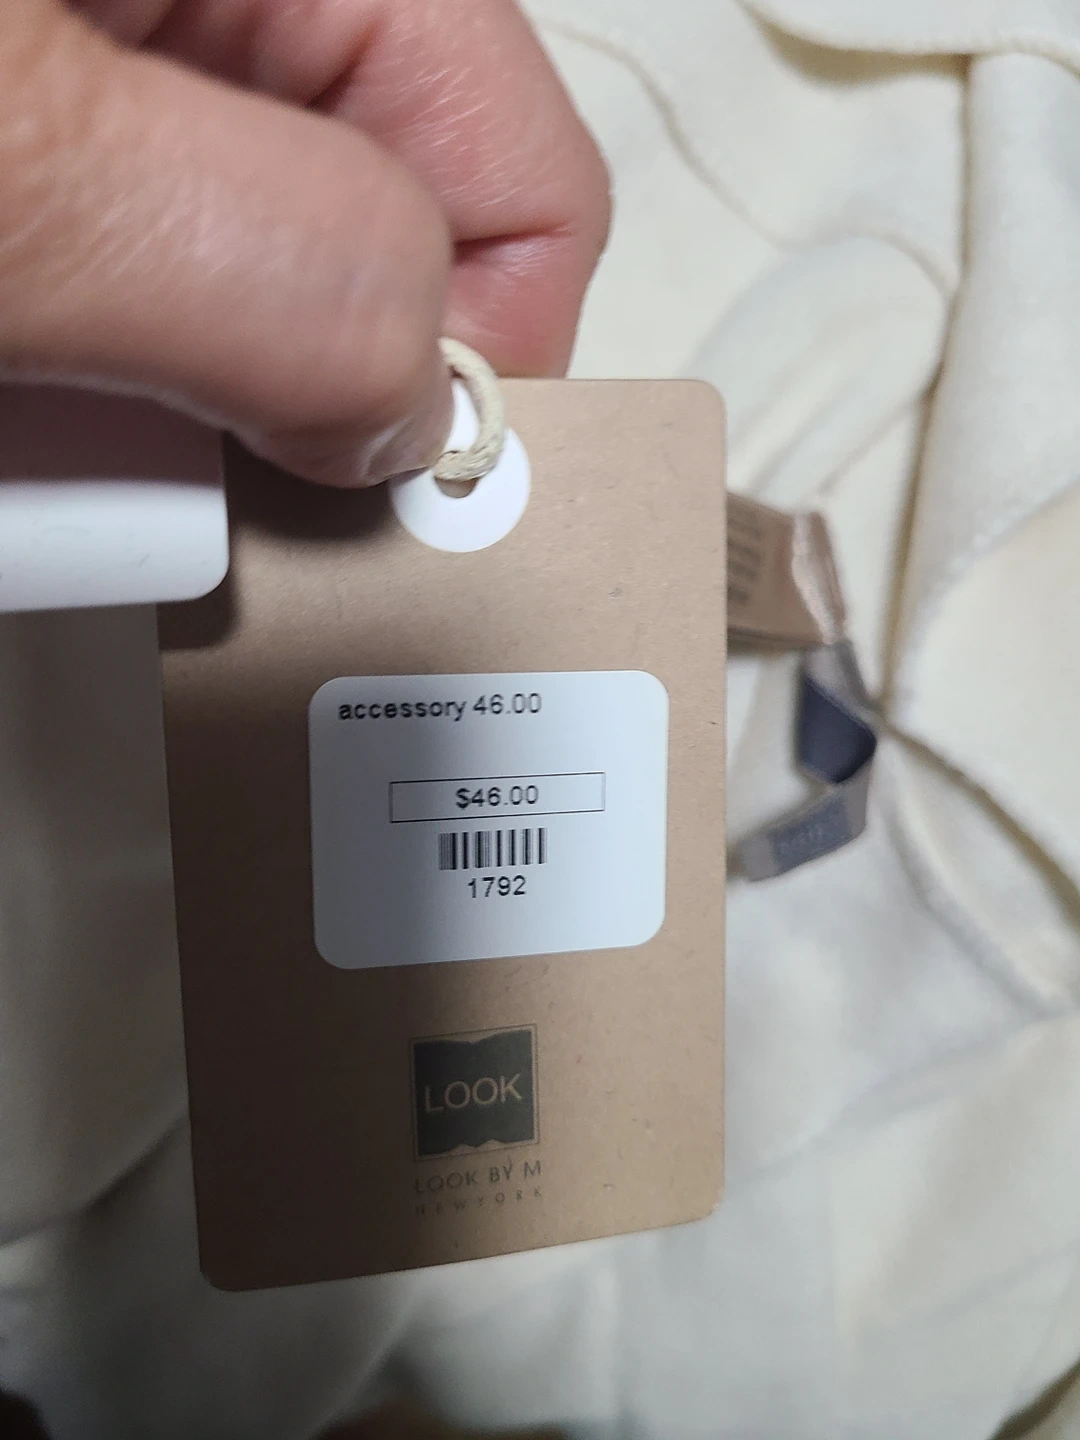 accessory 46.00
$46.00
1792
LOOK
LOOK BY M
NEW YORK